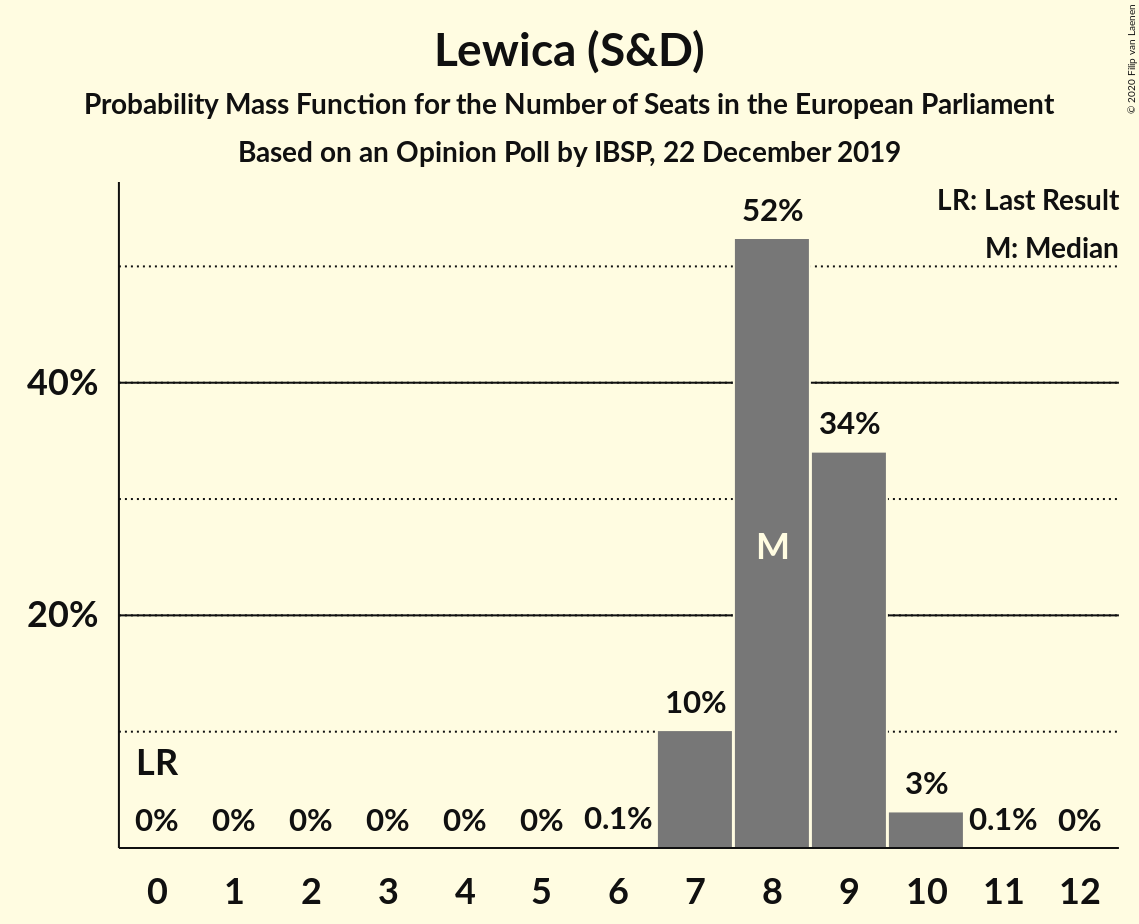 Lewica (S&D)
Probability Mass Function for the Number of Seats in the European Parliament
Based on an Opinion Poll by IBSP, 22 December 2019
© 2020 Filip van Laenen
LR: Last Result
M: Median
52%
40%
34%
M
20%
10%
LR
3%
0% 0% 0% 0% 0% 0% 0.1% 0.1% 0%
0 1 2 3 4 5 6 7 8 9 10 11 12